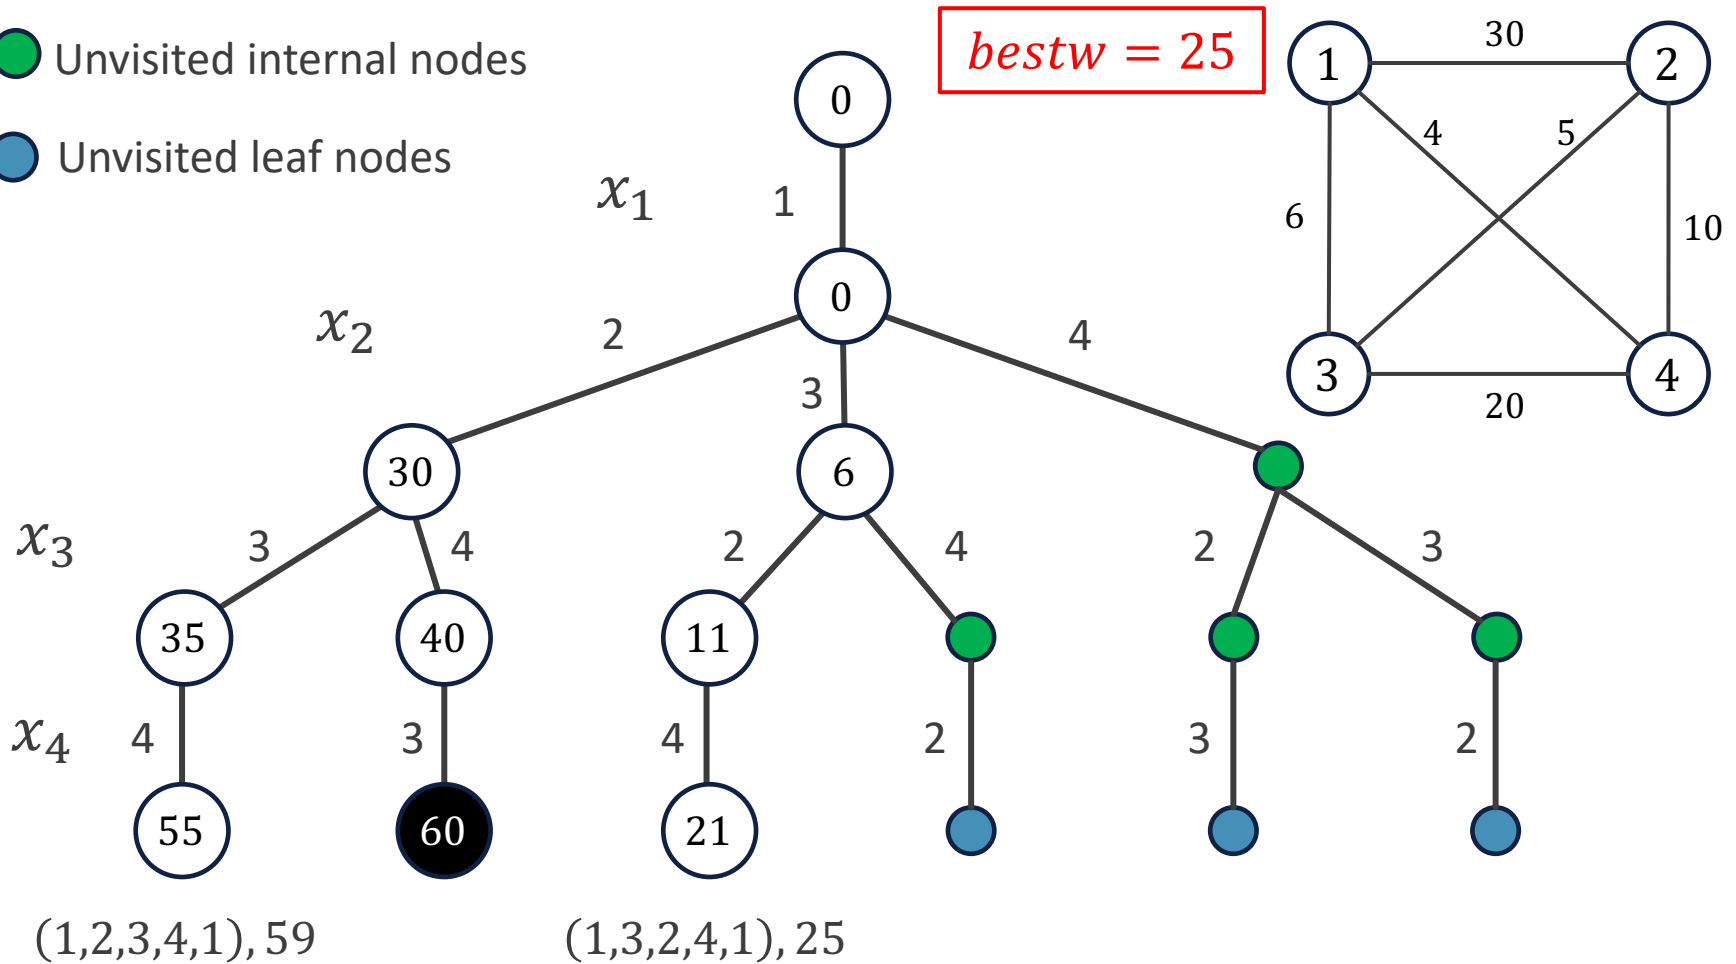 Unvisited internal nodes
Unvisited leaf nodes
bestw = 25
1 30 2
4 5
6 10
3 20 4
0
x₁ 1
0
x₂ 2 3 4
30 6
x₃ 3 4 2 4 2 3
35 40 11
x₄ 4 3 4 2 3 2
55 60 21
(1,2,3,4,1), 59 (1,3,2,4,1), 25